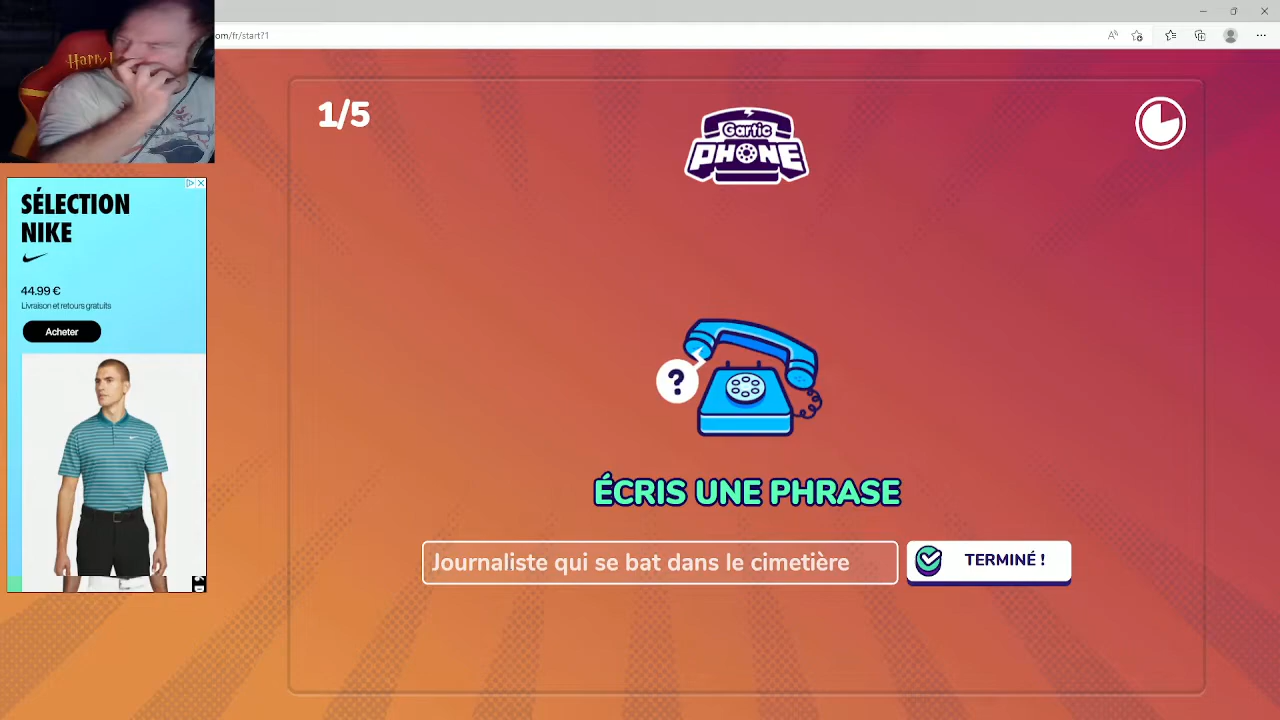 om/fr/start?1
Harry
1/5
Gartic
PHONE
SÉLECTION
NIKE
44.99 €
Livraison et retours gratuits
Acheter
?
ÉCRIS UNE PHRASE
Journaliste qui se bat dans le cimetière
TERMINÉ !